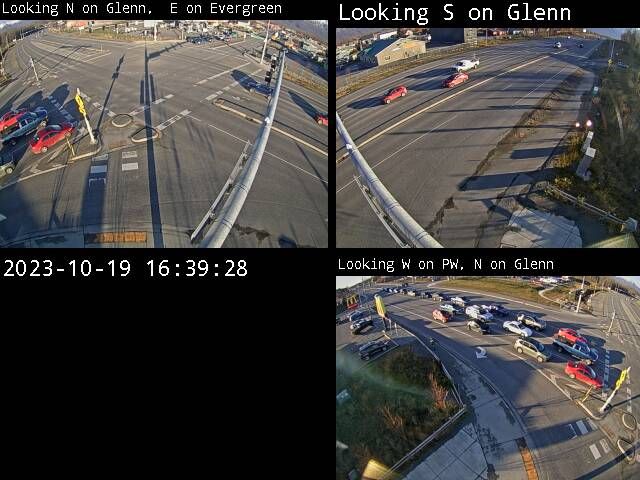 Looking N on Glenn,  E on Evergreen
Looking S on Glenn
2023-10-19 16:39:28
Looking W on PW, N on Glenn